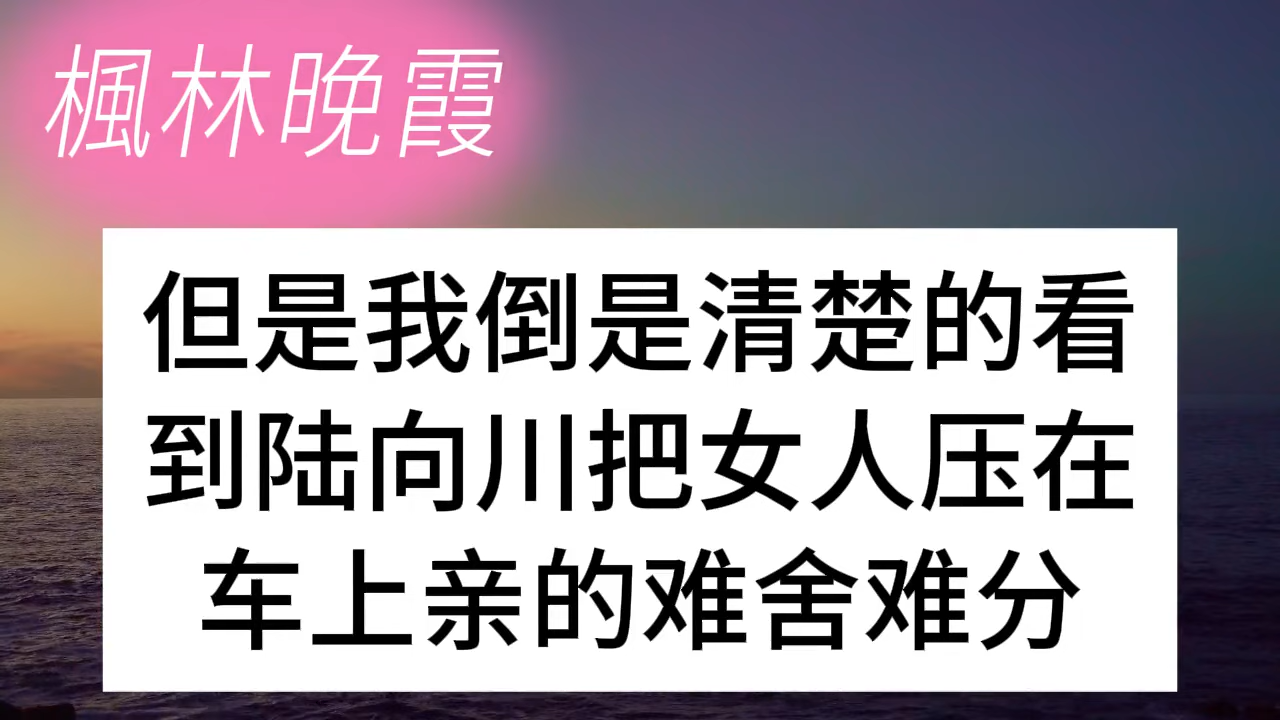 楓林晚霞
但是我倒是清楚的看
到陆向川把女人压在
车上亲的难舍难分